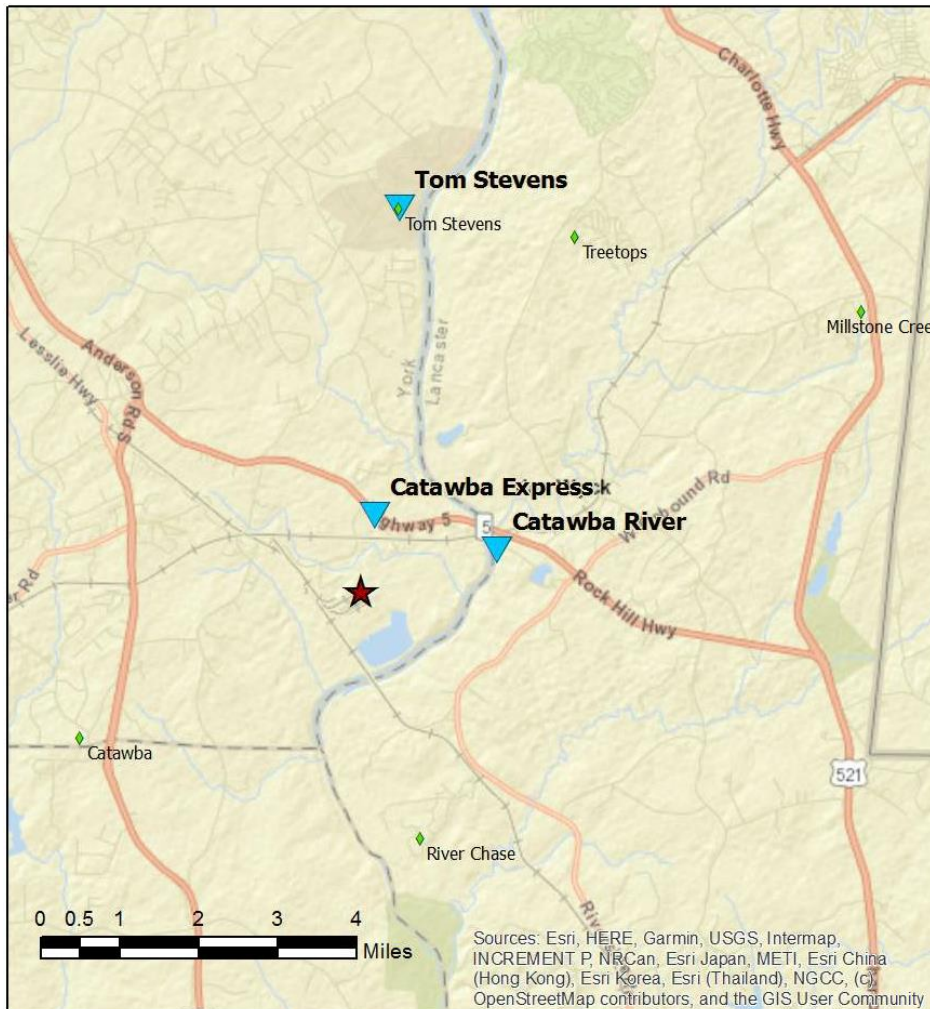 Charlotte Hwy
Tom Stevens
Tom Stevens
Treetops
Millstone Cree
York
Lancaster
Lesslie Hwy
Anderson Rd S
Catawba Express
ghway 5
5
Catawba River
Rock Hill Hwy
Catawba
521
River Chase
0 0.5 1 2 3 4
Miles
Sources: Esri, HERE, Garmin, USGS, Intermap,
INCREMENT P, NRCan, Esri Japan, METI, Esri China
(Hong Kong), Esri Korea, Esri (Thailand), NGCC, (c)
OpenStreetMap contributors, and the GIS User Community